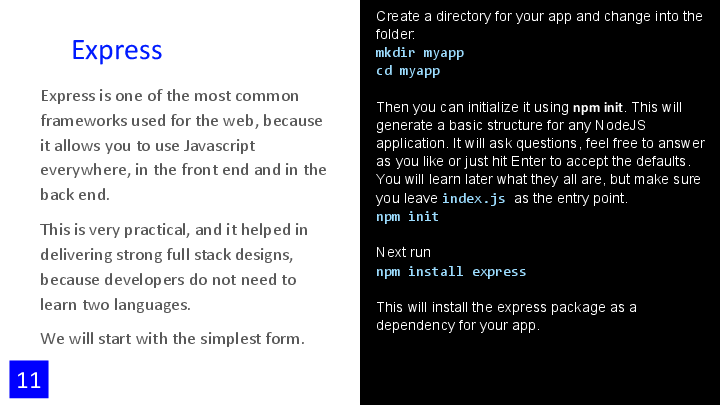 Express
Express is one of the most common
frameworks used for the web, because
it allows you to use Javascript
everywhere, in the front end and in the
back end.
This is very practical, and it helped in
delivering strong full stack designs,
because developers do not need to
learn two languages.
We will start with the simplest form.
11
Create a directory for your app and change into the
folder:
mkdir myapp
cd myapp
Then you can initialize it using npm init. This will
generate a basic structure for any NodeJS
application. It will ask questions, feel free to answer
as you like or just hit Enter to accept the defaults.
You will learn later what they all are, but make sure
you leave index.js as the entry point.
npm init
Next run
npm install express
This will install the express package as a
dependency for your app.